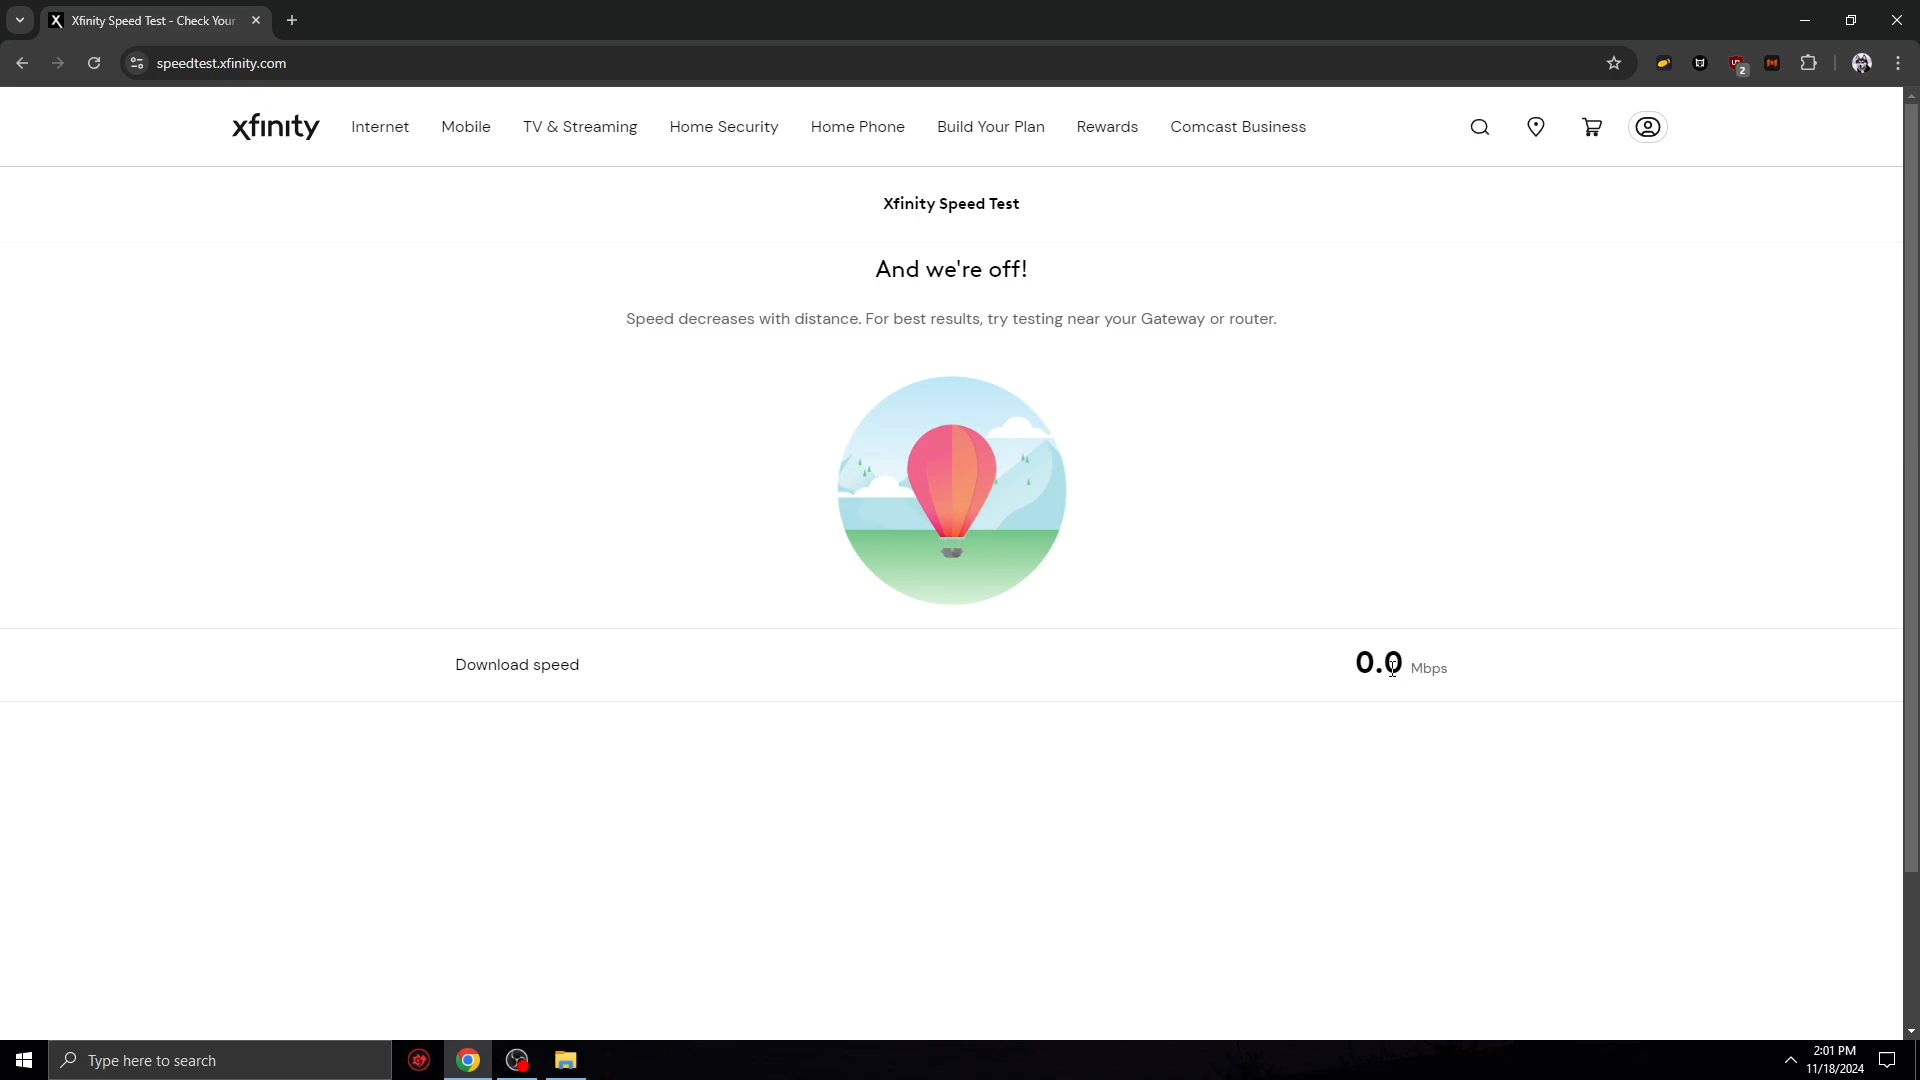 Xfinity Speed Test - Check Your
speedtest.xfinity.com
2
xfinity
Internet
Mobile
TV & Streaming
Home Security
Home Phone
Build Your Plan
Rewards
Comcast Business
Xfinity Speed Test
And we're off!
Speed decreases with distance. For best results, try testing near your Gateway or router.
Download speed
0.0 Mbps
Type here to search
2:01 PM
11/18/2024